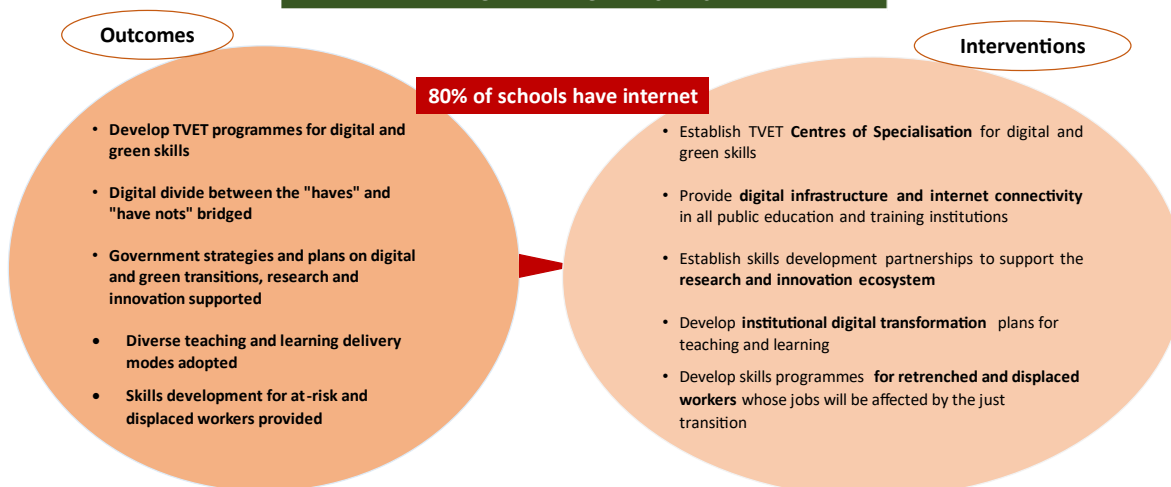 Outcomes
Interventions
80% of schools have internet
• Develop TVET programmes for digital and
green skills
• Digital divide between the "haves" and
"have nots" bridged
• Government strategies and plans on digital
and green transitions, research and
innovation supported
• Diverse teaching and learning delivery
modes adopted
• Skills development for at-risk and
displaced workers provided
• Establish TVET Centres of Specialisation for digital and
green skills
• Provide digital infrastructure and internet connectivity
in all public education and training institutions
• Establish skills development partnerships to support the
research and innovation ecosystem
• Develop institutional digital transformation plans for
teaching and learning
• Develop skills programmes for retrenched and displaced
workers whose jobs will be affected by the just
transition